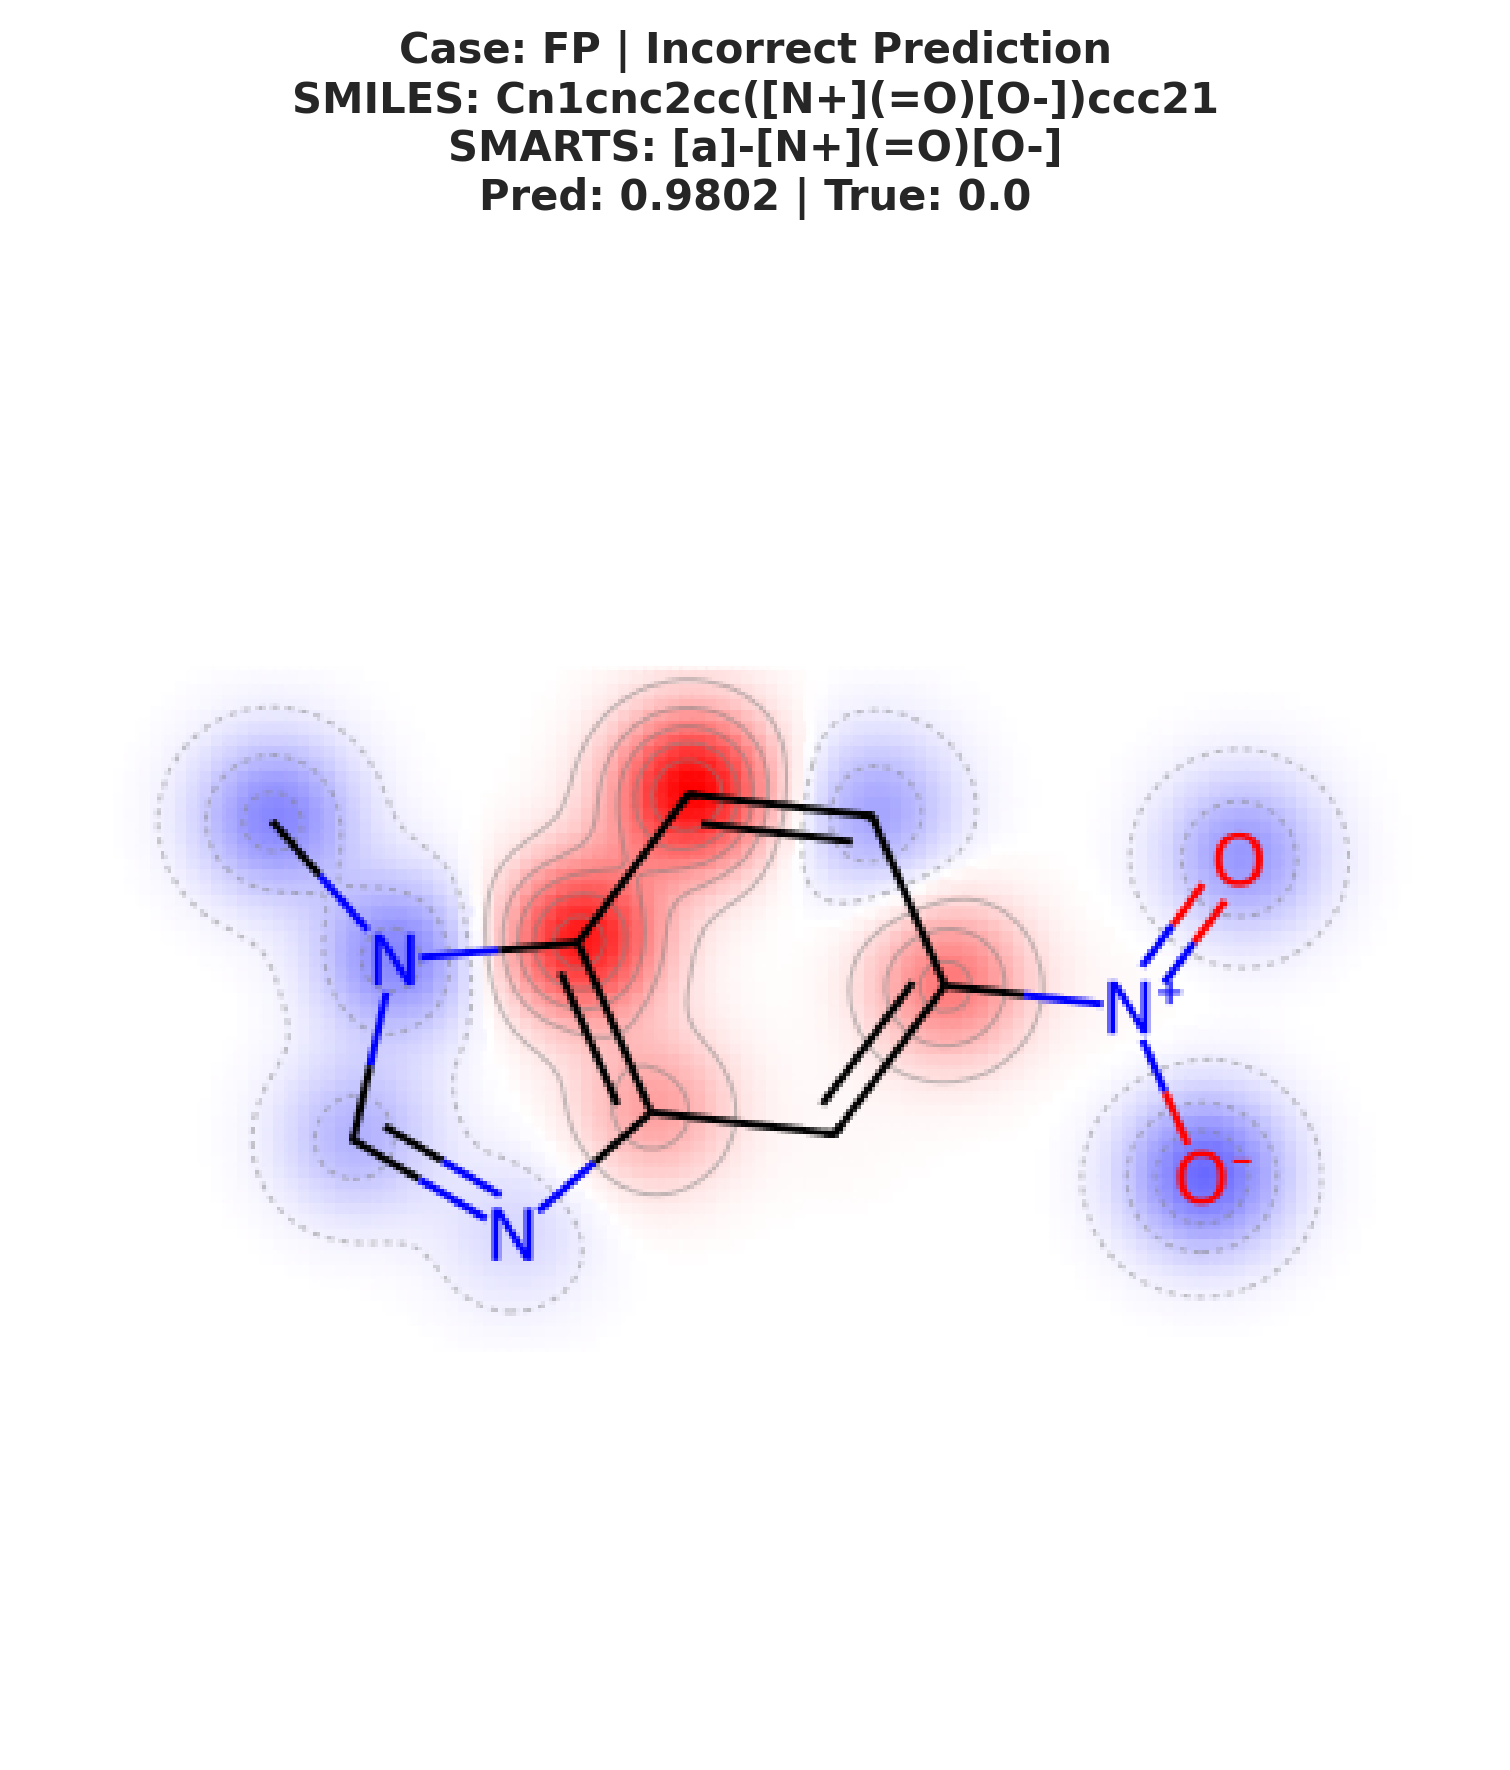 Case: FP | Incorrect Prediction
SMILES: Cn1cnc2cc([N+](=O)[O-])ccc21
SMARTS: [a]-[N+](=O)[O-]
Pred: 0.9802 | True: 0.0
O
N
N⁺
O⁻
N